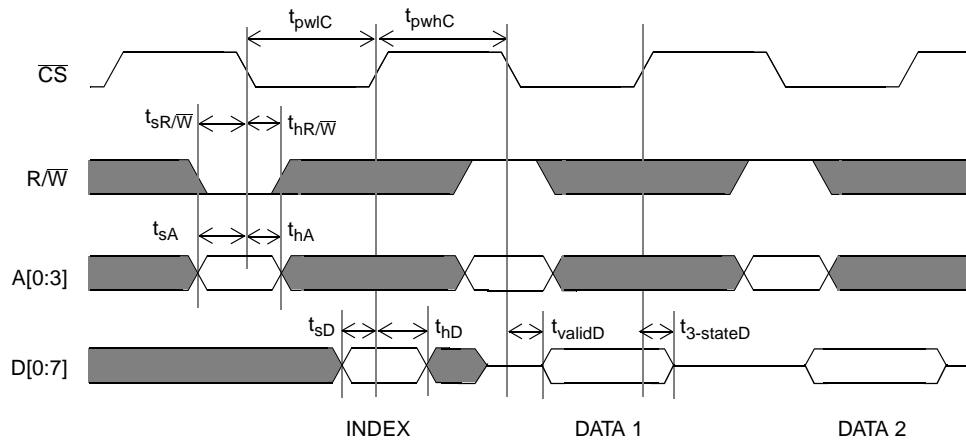 tpwlC tpwhC
C̅S̅
tsR/W̅ thR/W̅
R/W̅
tsA thA
A[0:3]
tsD thD tvalidD t3-stateD
D[0:7]
INDEX DATA 1 DATA 2